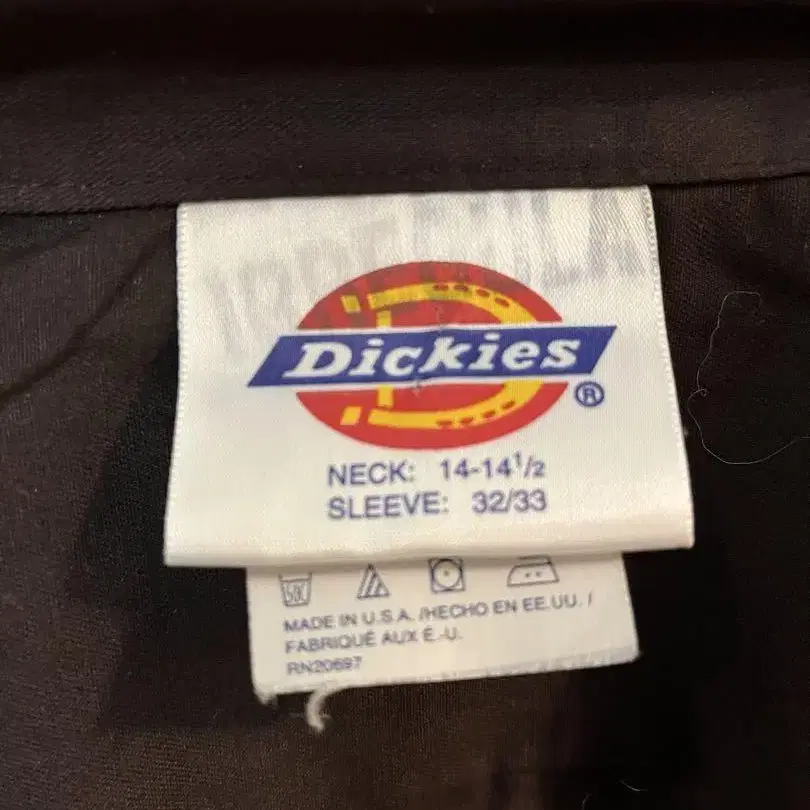 Dickies
®
NECK: 14-14 1/2
SLEEVE: 32/33
MADE IN U.S.A. /HECHO EN EE.UU. /
FABRIQUÉ AUX É.-U.
RN20697